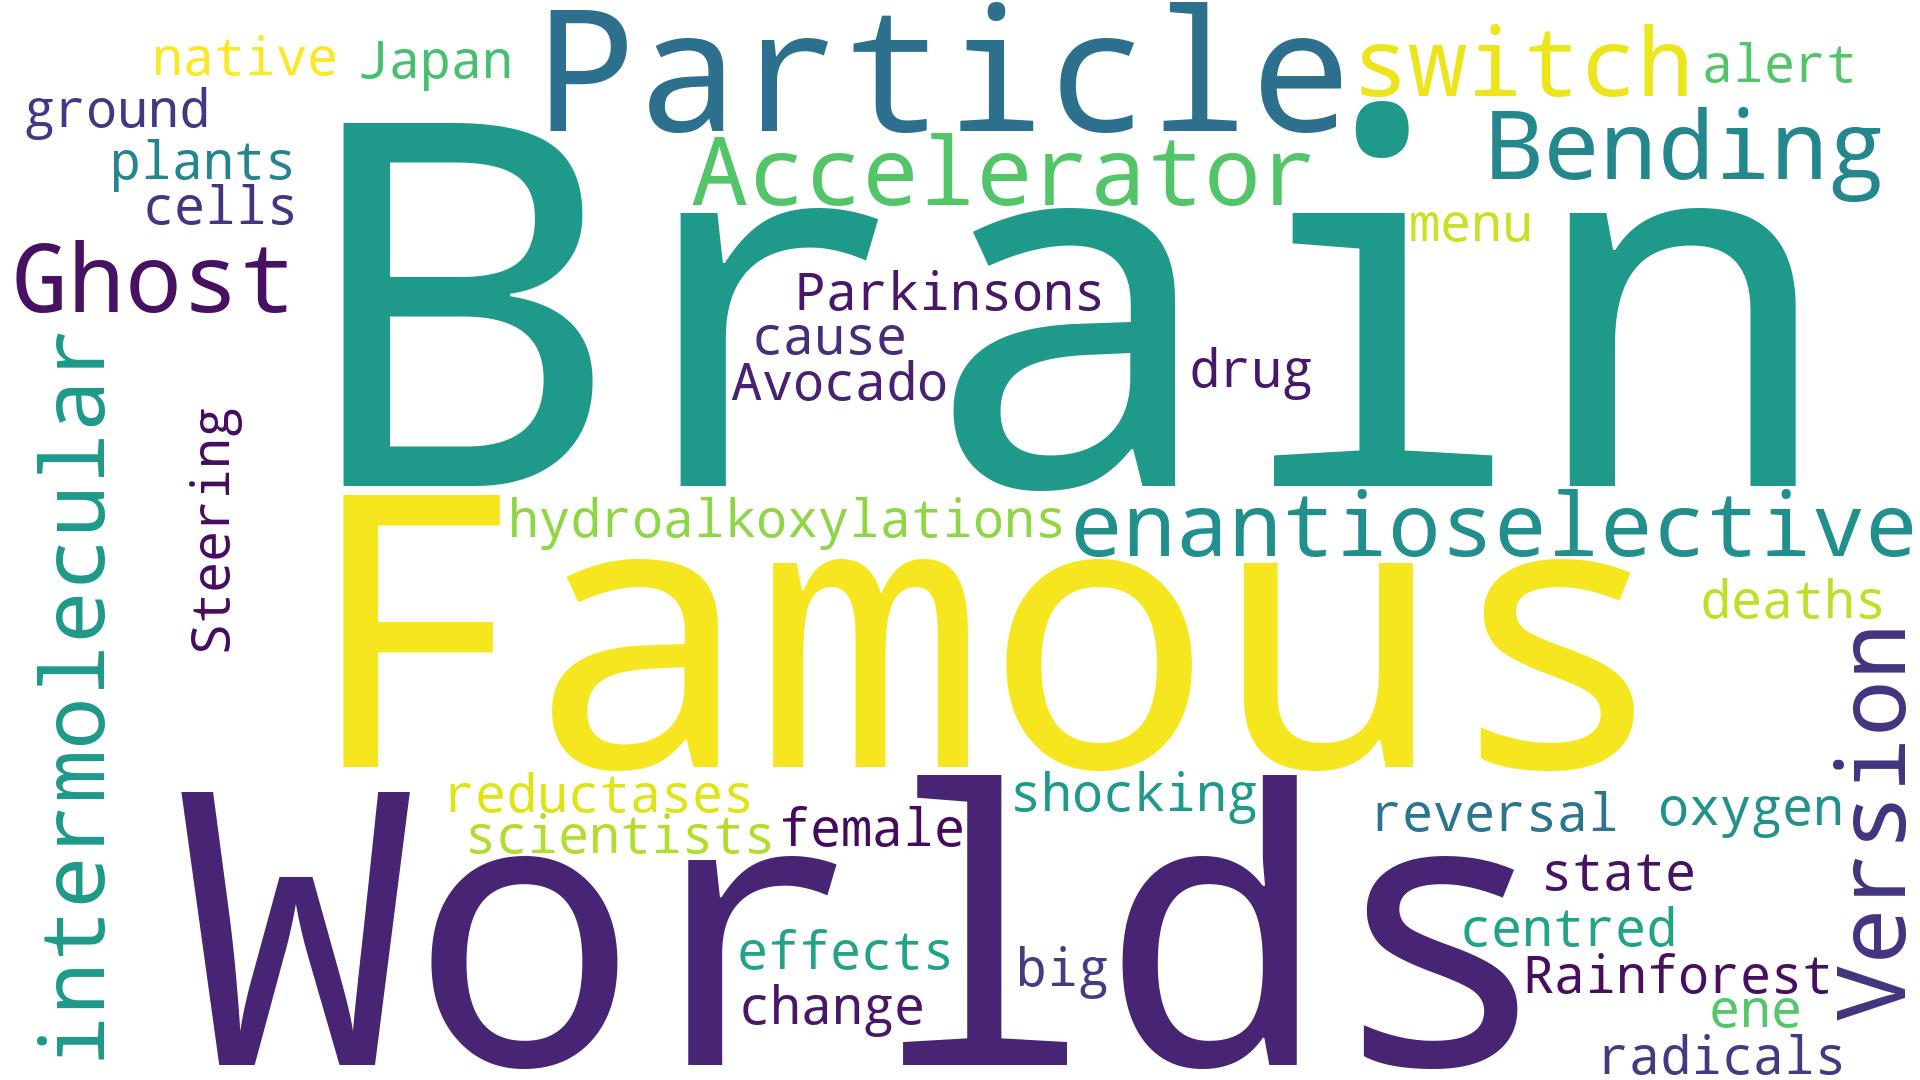 native Japan Particle switch alert
ground
plants
cells
Accelerator
Bending
menu
Ghost
Brain
Parkinsons
cause
Avocado
drug
intermolecular
Steering
Famous
hydroalkoxylations
enantioselective
deaths
Version
Worlds
reductases
scientists
female
shocking
reversal
oxygen
state
centred
Rainforest
ene
radicals
effects
change
big